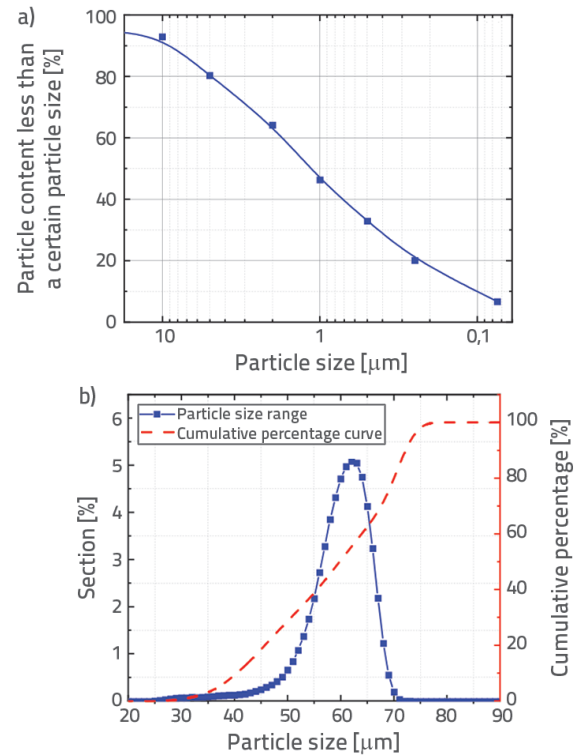 a)
Particle content less than
a certain particle size [%]
100
80
60
40
20
0
10
1
0,1
Particle size [μm]
b)
Particle size range
Cumulative percentage curve
Section [%]
6
5
4
3
2
1
0
Cumulative percentage [%]
100
80
60
40
20
0
20 30 40 50 60 70 80 90
Particle size [μm]